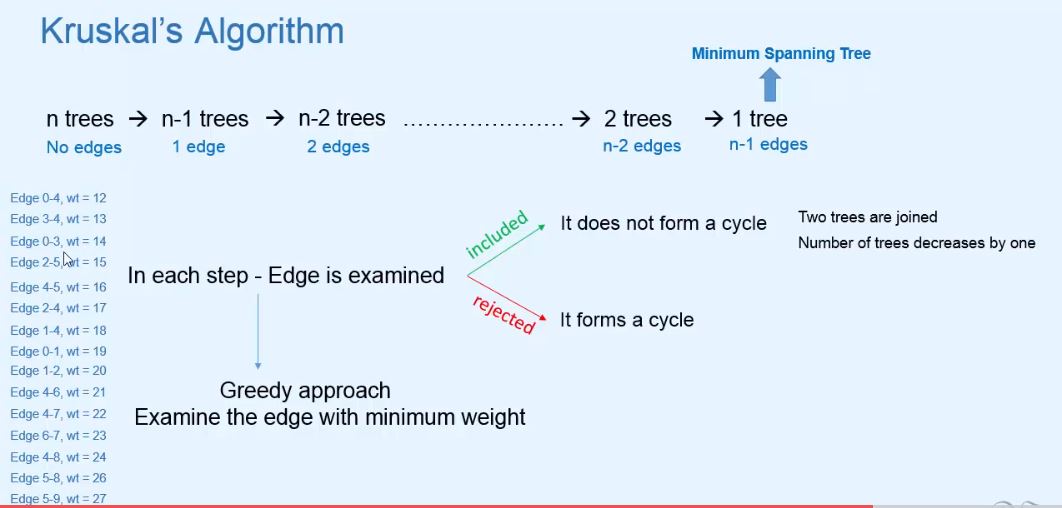 Kruskal's Algorithm
Minimum Spanning Tree
n trees → n-1 trees → n-2 trees ...................... → 2 trees → 1 tree
No edges 1 edge 2 edges n-2 edges n-1 edges
Edge 0-4, wt = 12
Edge 3-4, wt = 13
Edge 0-3, wt = 14
Edge 2-5, wt = 15
Edge 4-5, wt = 16
Edge 2-4, wt = 17
Edge 1-4, wt = 18
Edge 0-1, wt = 19
Edge 1-2, wt = 20
Edge 4-6, wt = 21
Edge 4-7, wt = 22
Edge 6-7, wt = 23
Edge 4-8, wt = 24
Edge 5-8, wt = 26
Edge 5-9, wt = 27
In each step - Edge is examined
included
It does not form a cycle
Two trees are joined
Number of trees decreases by one
rejected
It forms a cycle
Greedy approach
Examine the edge with minimum weight